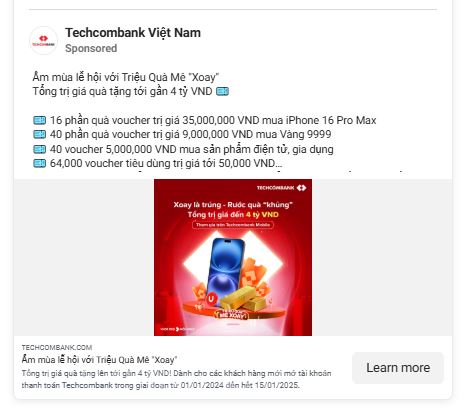 Techcombank Việt Nam
Sponsored
Ấm mùa lễ hội với Triệu Quà Mê "Xoay"
Tổng trị giá quà tặng tới gần 4 tỷ VND
16 phần quà voucher trị giá 35,000,000 VND mua iPhone 16 Pro Max
40 phần quà voucher trị giá 9,000,000 VND mua Vàng 9999
40 voucher 5,000,000 VND mua sản phẩm điện tử, gia dụng
64,000 voucher tiêu dùng trị giá tới 50,000 VND...
TECHCOMBANK
Xoay là trúng - Rước quà "khủng"
Tổng trị giá đến 4 tỷ VND
Tham gia trên Techcombank Mobile
MÊ XOAY
TECHCOMBANK.COM
Ấm mùa lễ hội với Triệu Quà Mê "Xoay"
Tổng trị giá quà tặng lên tới gần 4 tỷ VND! Dành cho các khách hàng mới mở tài khoản
thanh toán Techcombank trong giai đoạn từ 01/01/2024 đến hết 15/01/2025.
Learn more